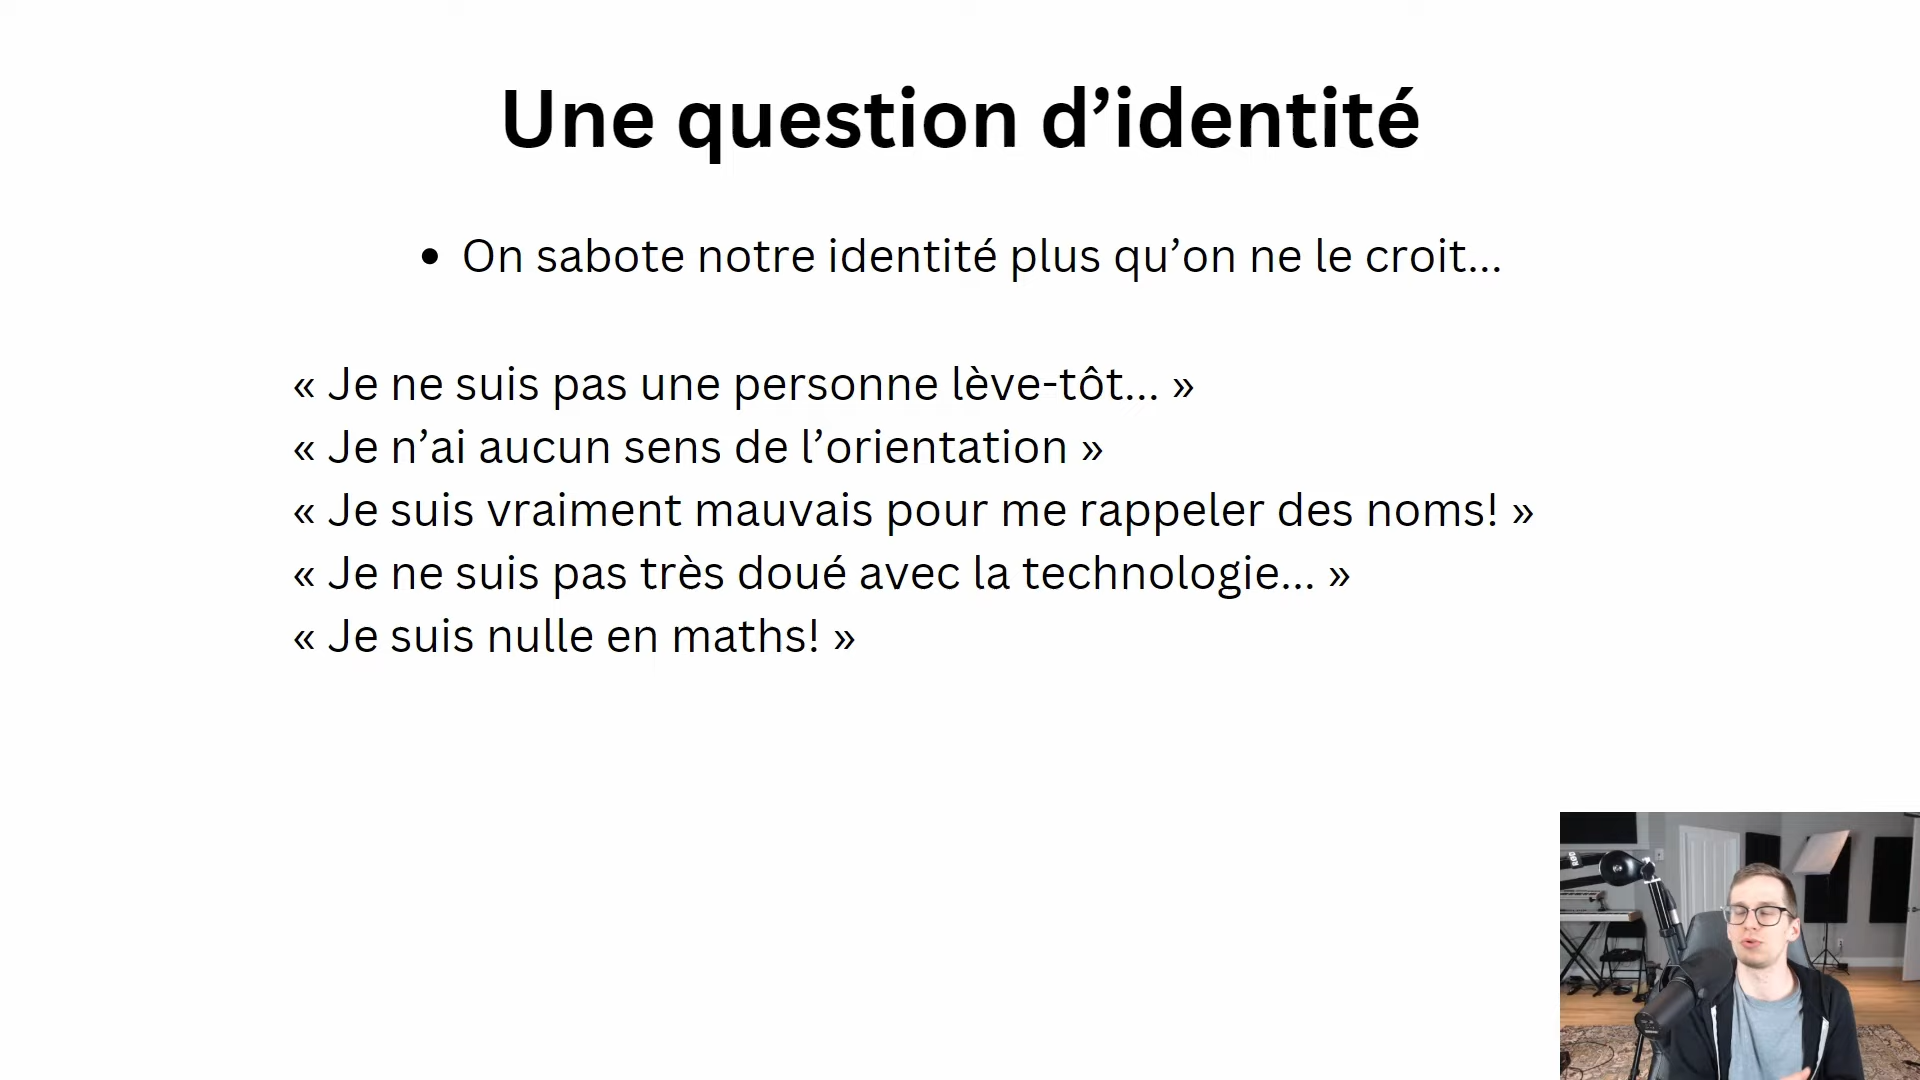 Une question d’identité
• On sabote notre identité plus qu’on ne le croit...
« Je ne suis pas une personne lève-tôt... »
« Je n’ai aucun sens de l’orientation »
« Je suis vraiment mauvais pour me rappeler des noms! »
« Je ne suis pas très doué avec la technologie... »
« Je suis nulle en maths! »